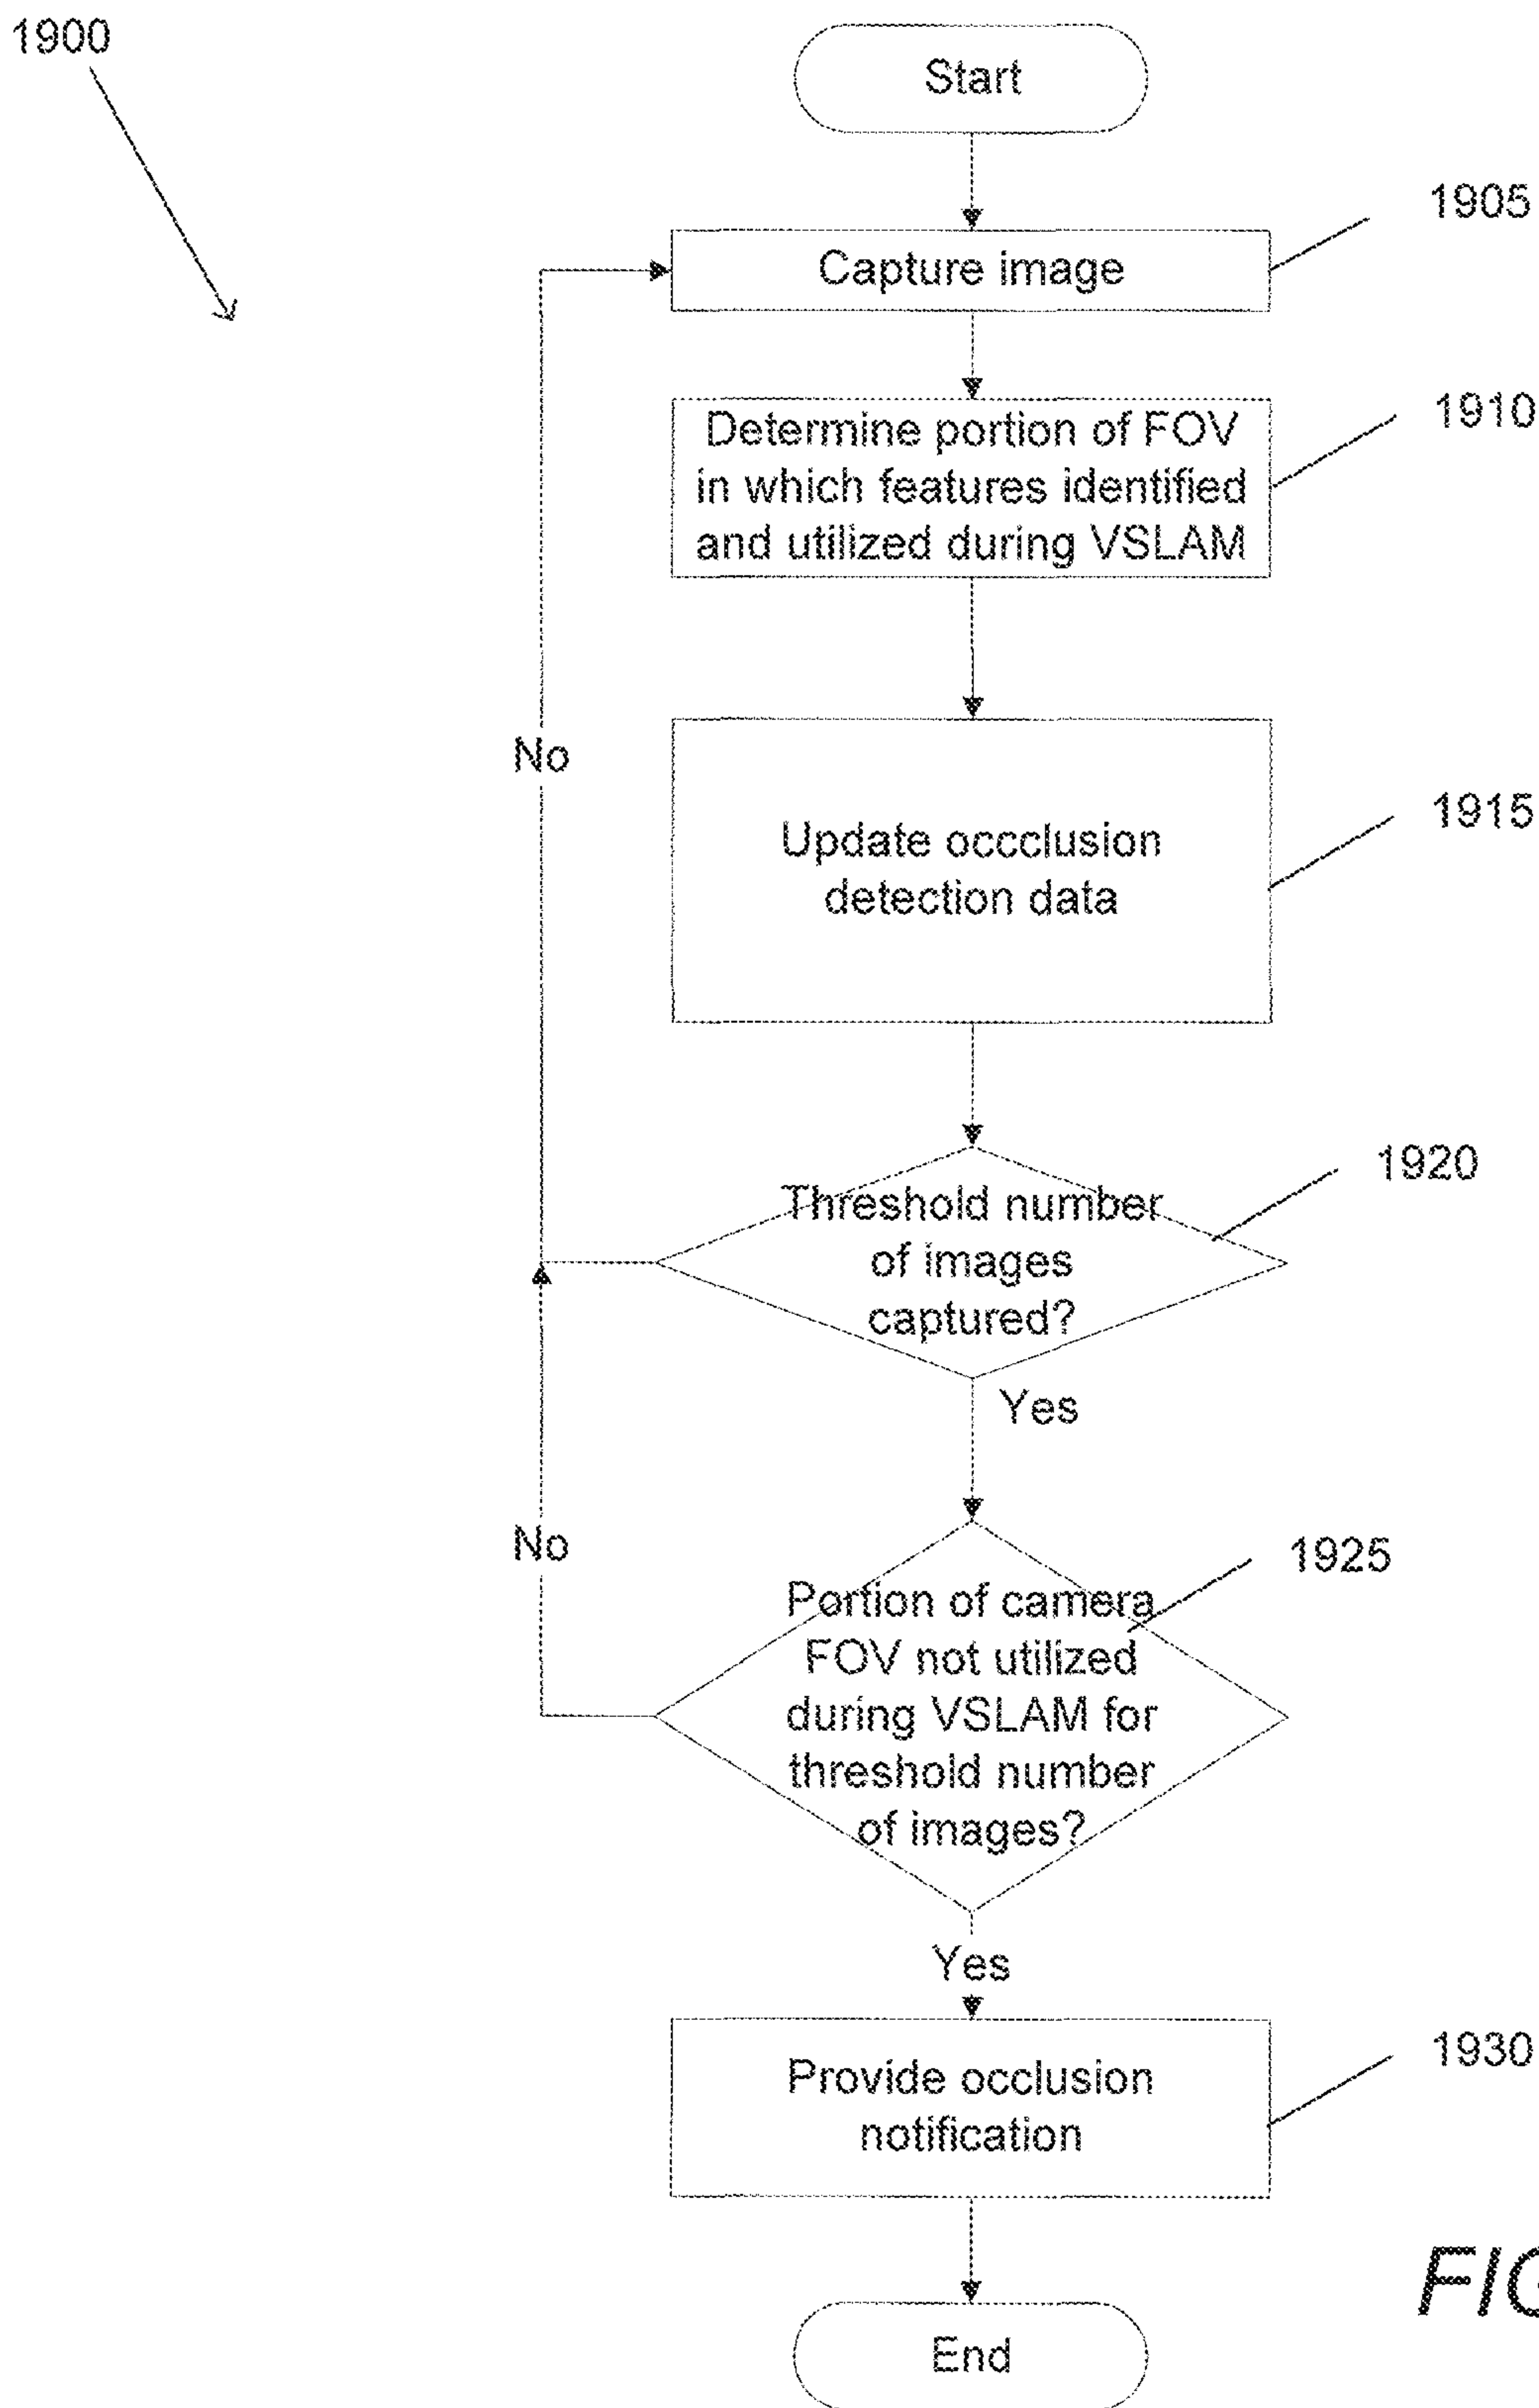 1900
Start
1905
Capture image
1910
Determine portion of FOV
in which features identified
and utilized during VSLAM
No
1915
Update occclusion
detection data
1920
Threshold number
of images
captured?
Yes
No
1925
Portion of camera
FOV not utilized
during VSLAM for
threshold number
of images?
Yes
1930
Provide occlusion
notification
End